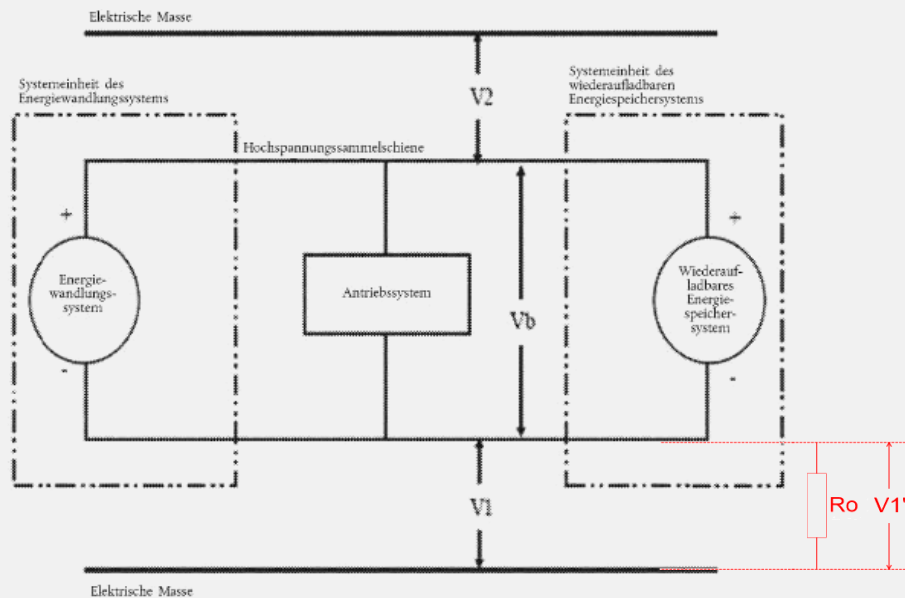 Elektrische Masse
Systemeinheit des
Energiewandlungssystems
V2
Systemeinheit des
wiederaufladbaren
Energiespeichersystems
Hochspannungssammelschiene
+
+
Energie-
wandlungs-
system
Antriebssystem
Vb
Wiederauf-
ladbares
Energie-
speicher-
system
-
-
V1
Ro
V1'
Elektrische Masse